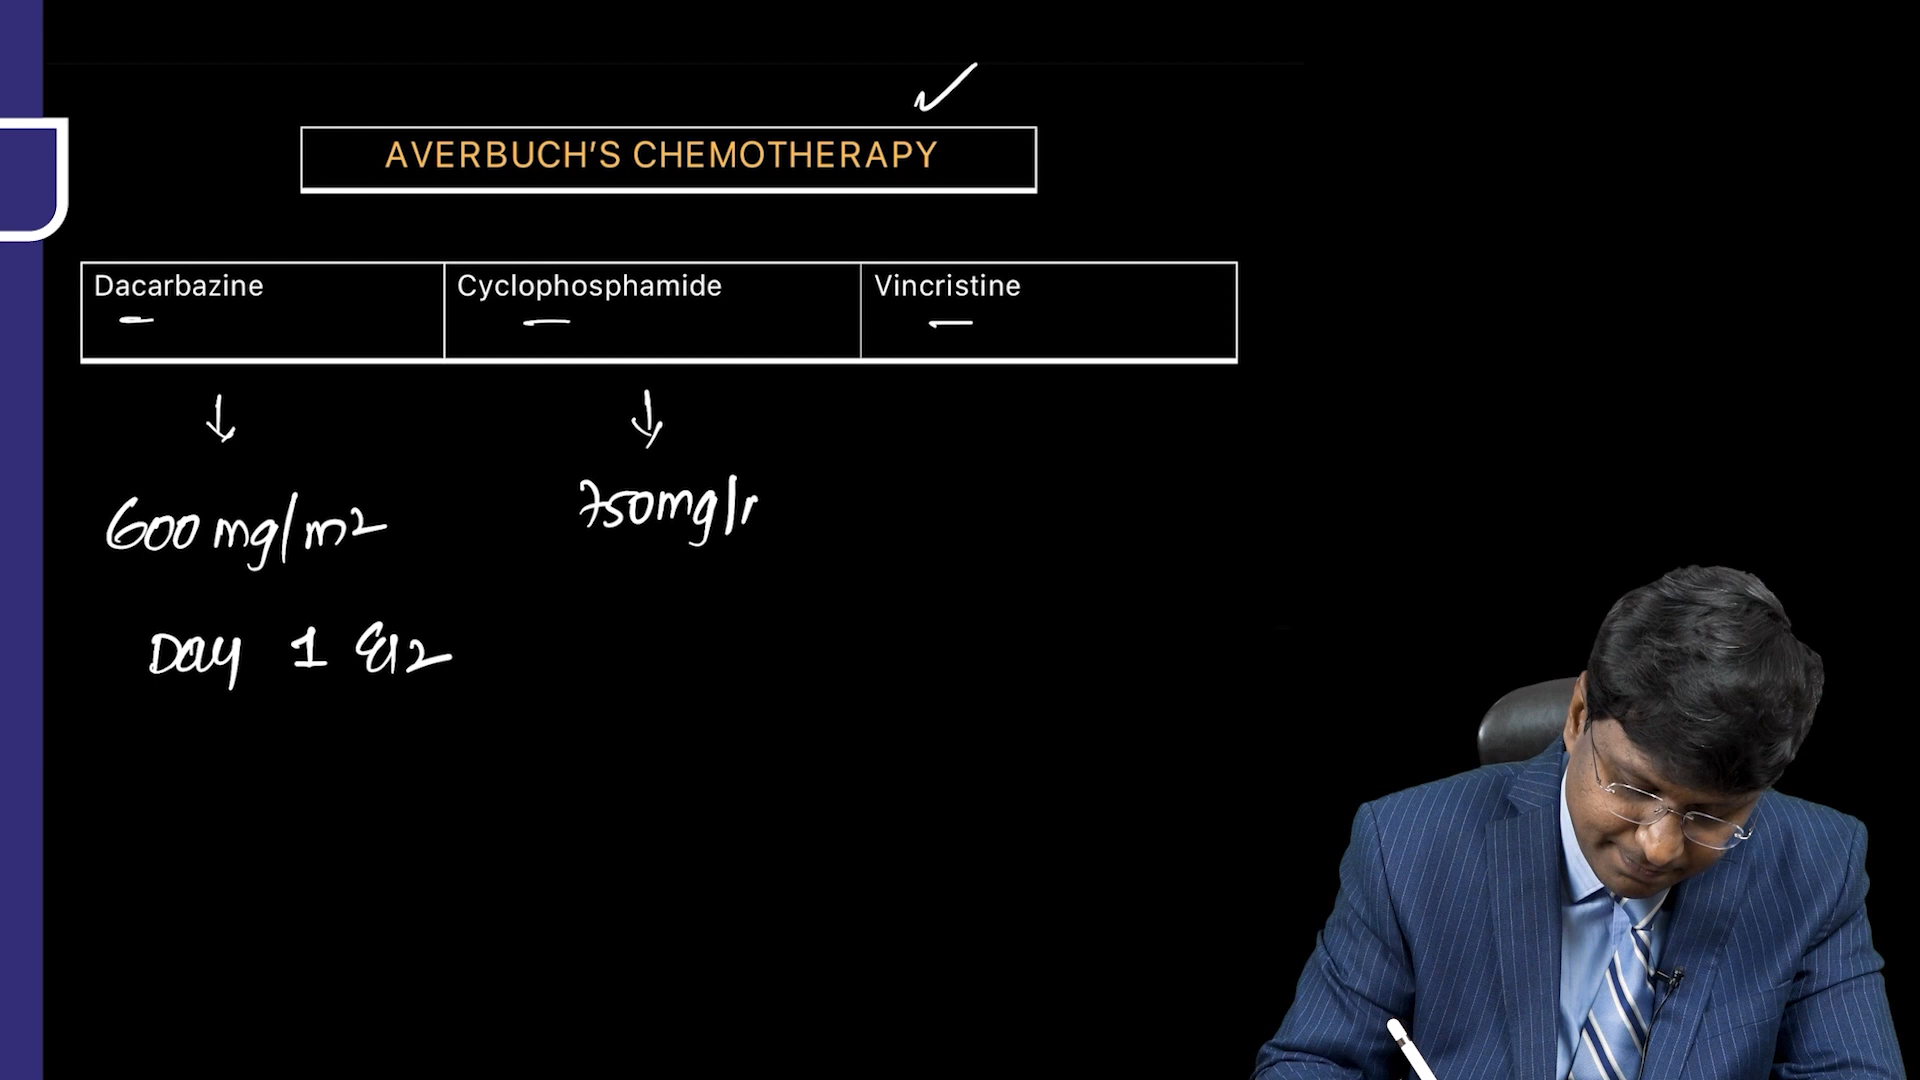 AVERBUCH'S CHEMOTHERAPY
Dacarbazine Cyclophosphamide Vincristine
600 mg/m2 750mg/
Day 1 & 2